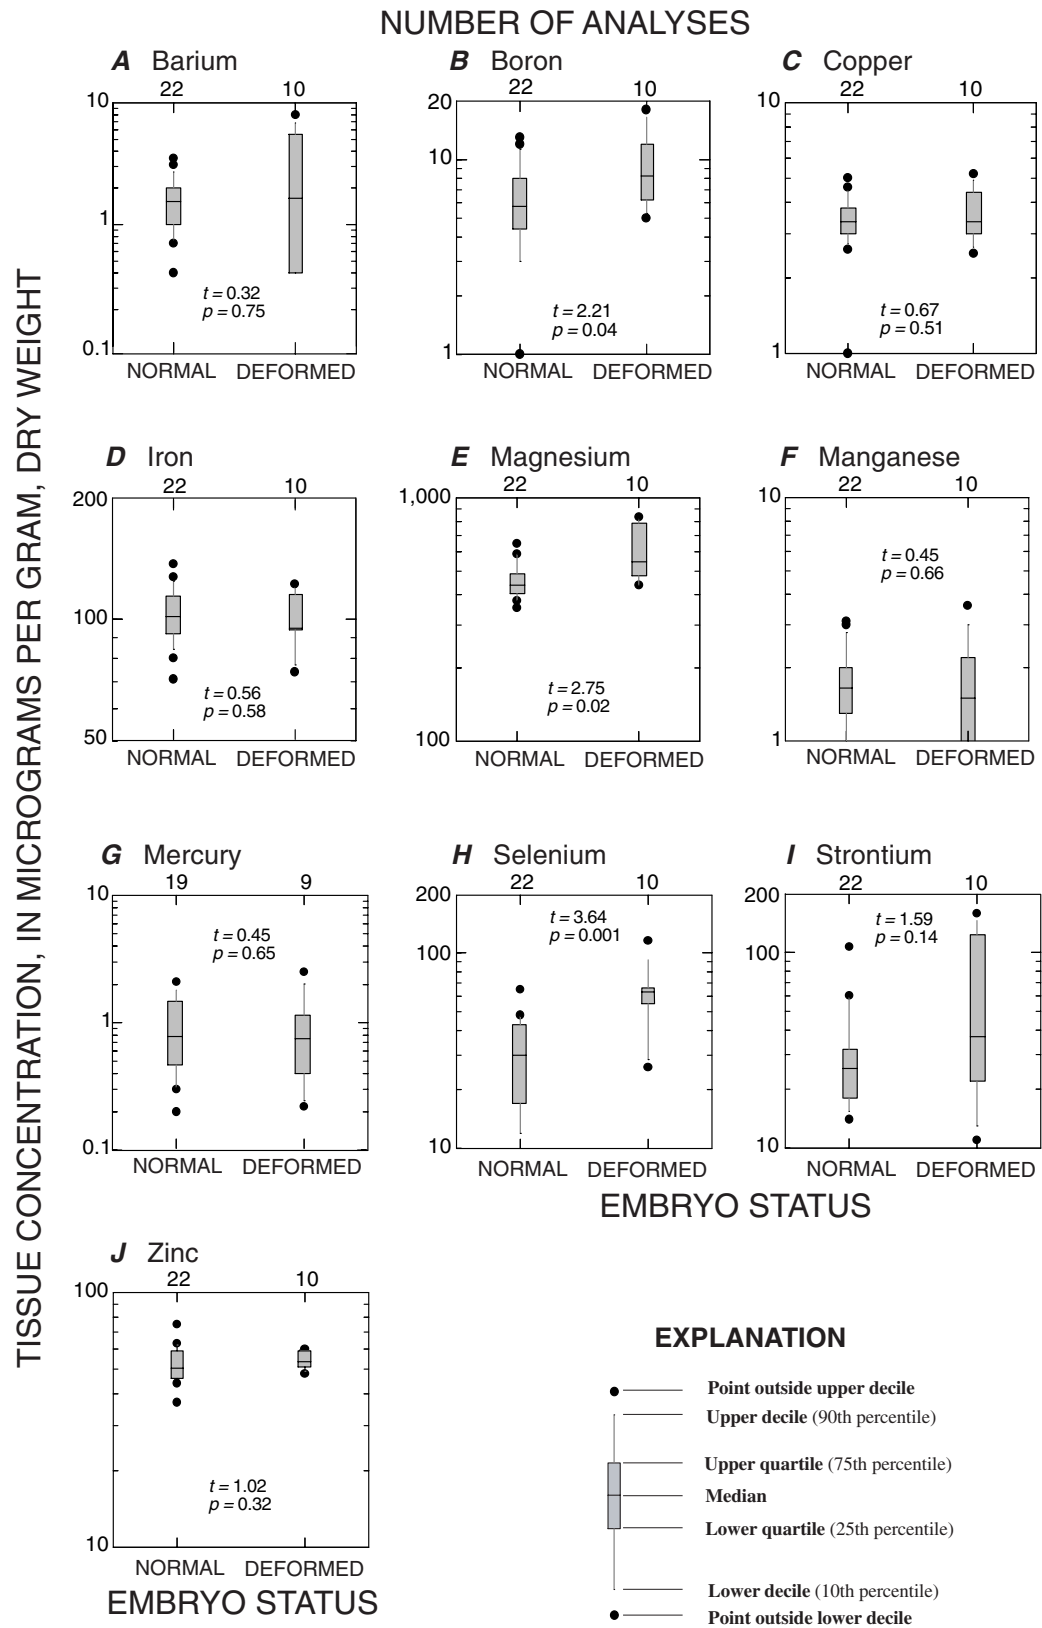 NUMBER OF ANALYSES
TISSUE CONCENTRATION, IN MICROGRAMS PER GRAM, DRY WEIGHT
A Barium
22 10
10
1
0.1
t = 0.32
p = 0.75
NORMAL DEFORMED
B Boron
22 10
20
10
1
t = 2.21
p = 0.04
NORMAL DEFORMED
C Copper
22 10
10
1
t = 0.67
p = 0.51
NORMAL DEFORMED
D Iron
22 10
200
100
50
t = 0.56
p = 0.58
NORMAL DEFORMED
E Magnesium
22 10
1,000
100
t = 2.75
p = 0.02
NORMAL DEFORMED
F Manganese
22 10
10
1
t = 0.45
p = 0.66
NORMAL DEFORMED
G Mercury
19 9
10
1
0.1
t = 0.45
p = 0.65
NORMAL DEFORMED
H Selenium
22 10
200
100
10
t = 3.64
p = 0.001
NORMAL DEFORMED
I Strontium
22 10
200
100
10
t = 1.59
p = 0.14
NORMAL DEFORMED
EMBRYO STATUS
J Zinc
22 10
100
10
t = 1.02
p = 0.32
NORMAL DEFORMED
EMBRYO STATUS
EXPLANATION
Point outside upper decile
Upper decile (90th percentile)
Upper quartile (75th percentile)
Median
Lower quartile (25th percentile)
Lower decile (10th percentile)
Point outside lower decile